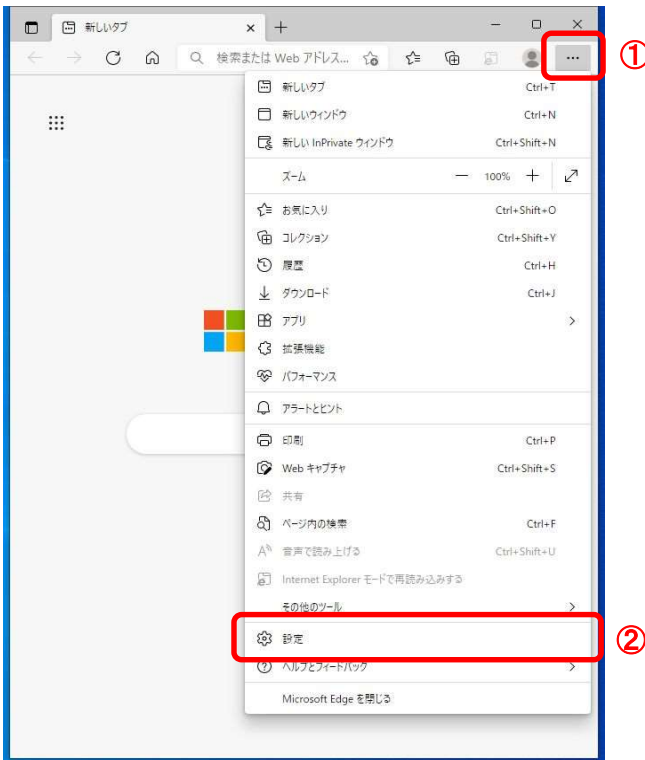 新しいタブ
検索または Web アドレス...
①
新しいタブ Ctrl+T
新しいウィンドウ Ctrl+N
新しい InPrivate ウィンドウ Ctrl+Shift+N
ズーム 100%
お気に入り Ctrl+Shift+O
コレクション Ctrl+Shift+Y
履歴 Ctrl+H
ダウンロード Ctrl+J
アプリ
拡張機能
パフォーマンス
アラートとヒント
印刷 Ctrl+P
Web キャプチャ Ctrl+Shift+S
共有
ページ内の検索 Ctrl+F
音声で読み上げる Ctrl+Shift+U
Internet Explorer モードで再読み込みする
その他のツール
設定
②
ヘルプとフィードバック
Microsoft Edge を閉じる